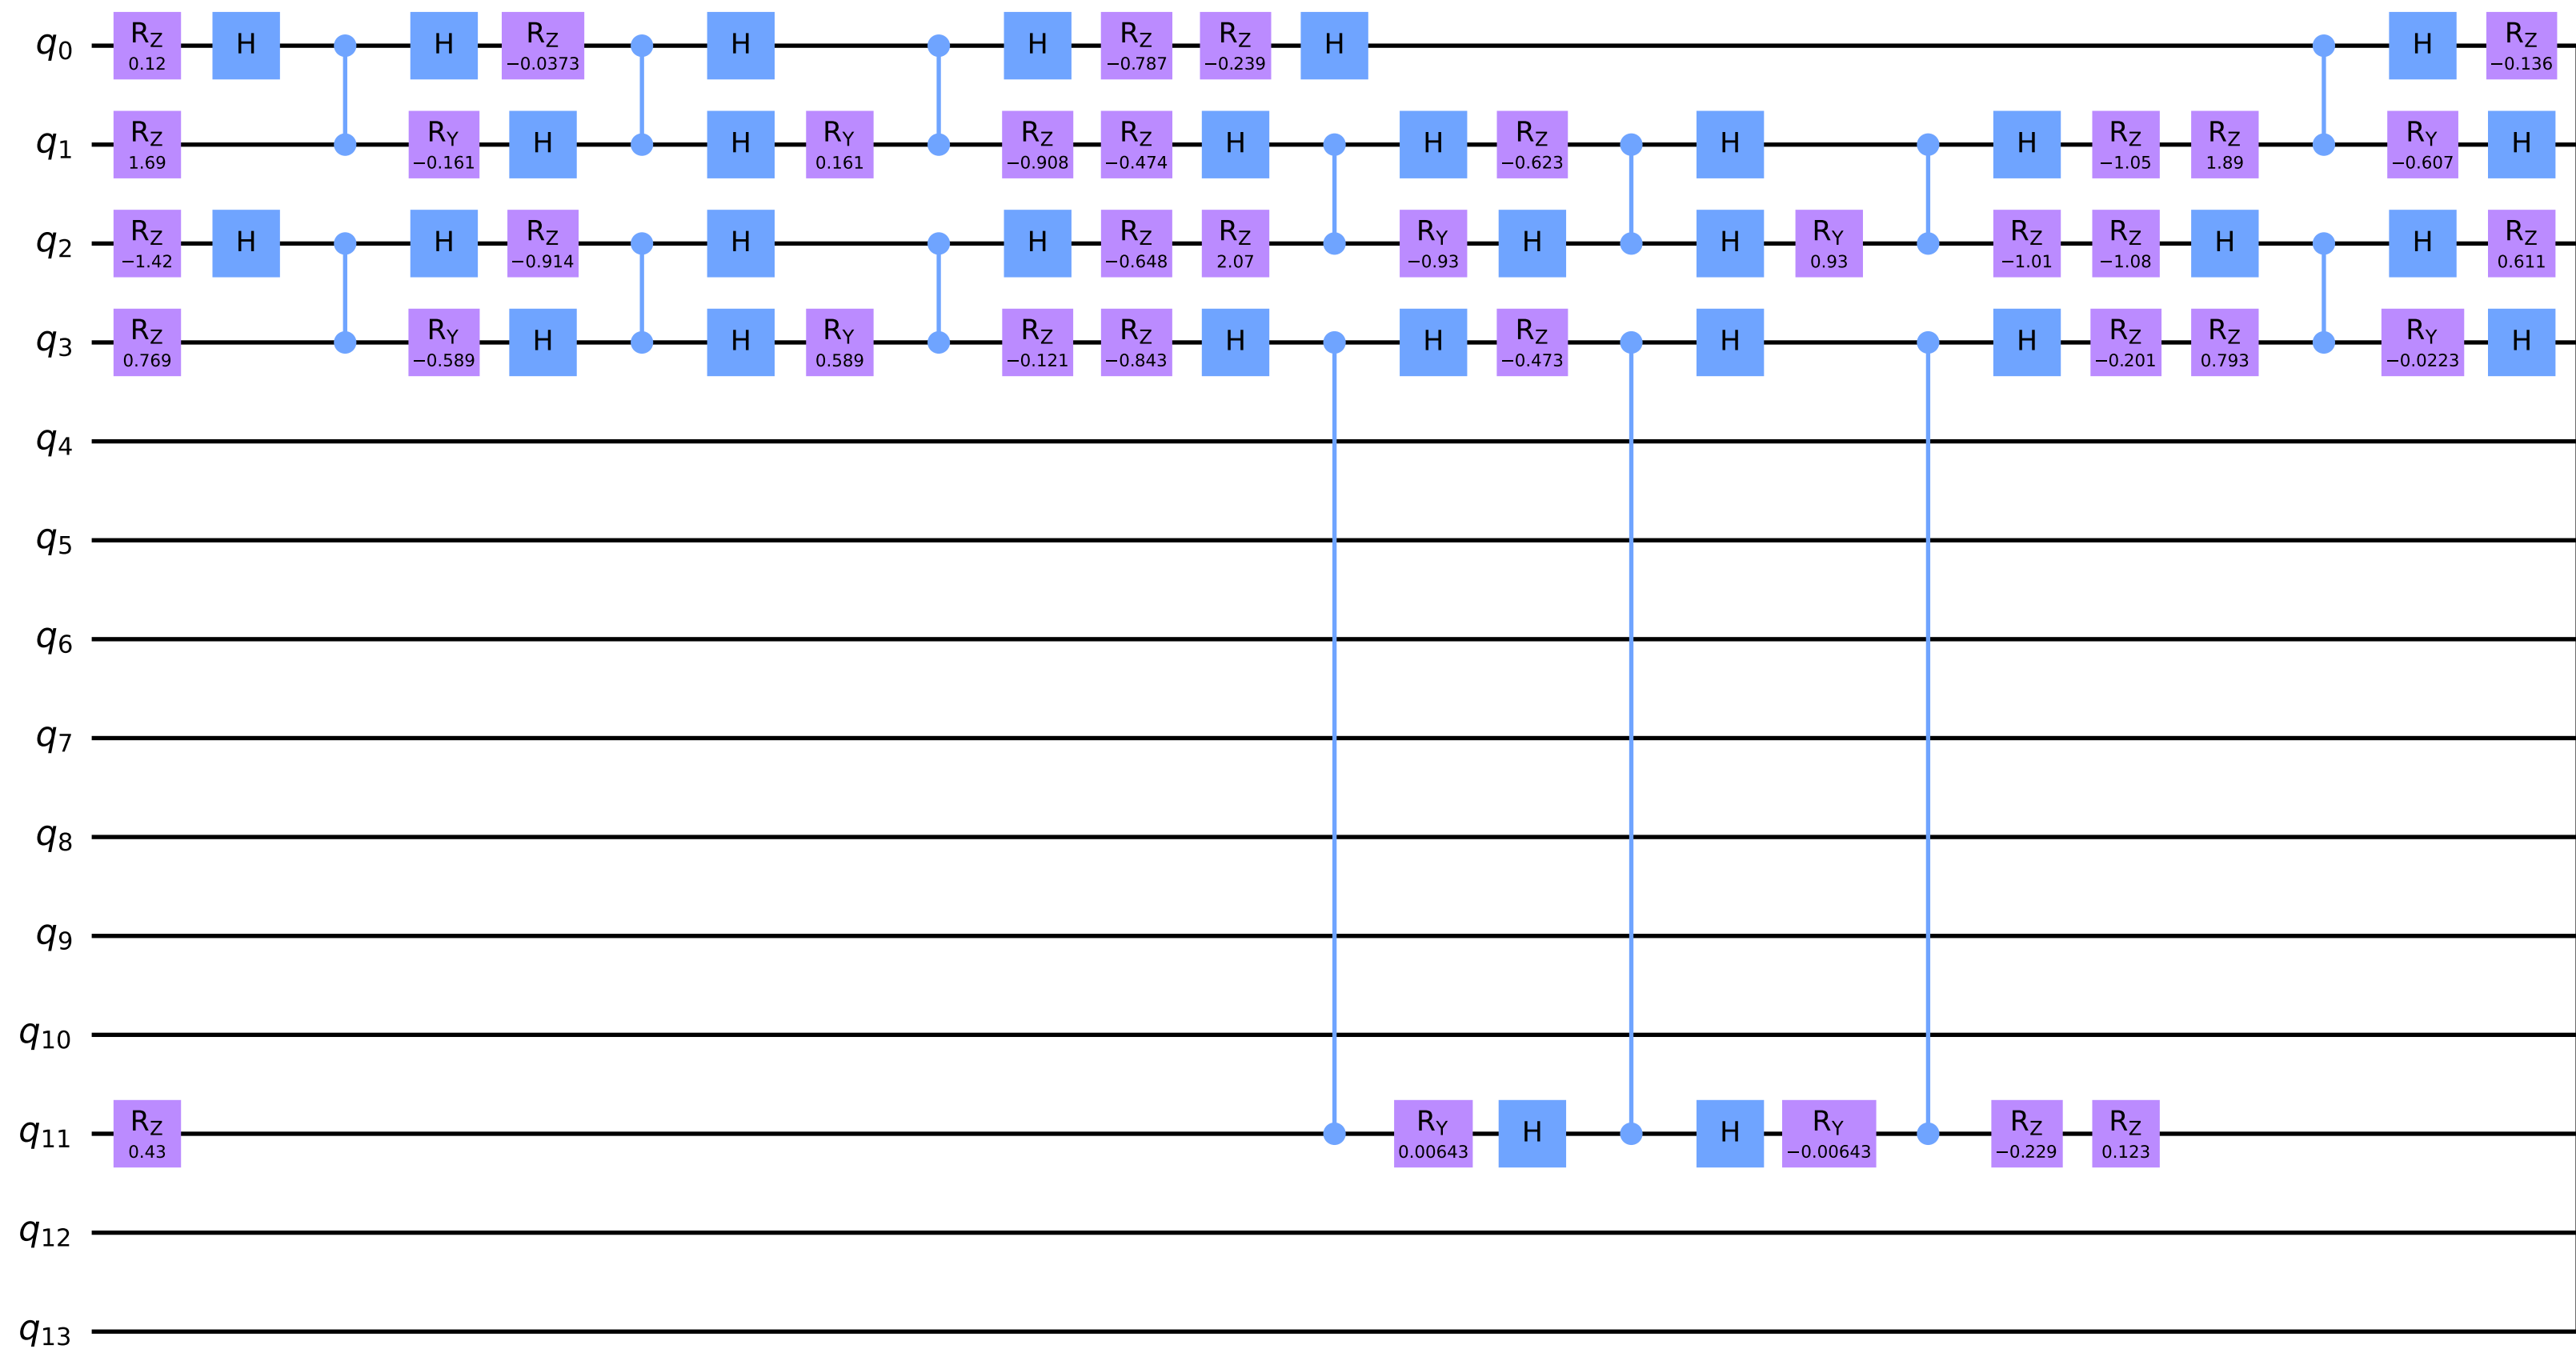 q0 RZ 0.12 H H RZ −0.0373 H H RZ −0.787 RZ −0.239 H H RZ −0.136
q1 RZ 1.69 RY −0.161 H H RY 0.161 RZ −0.908 RZ −0.474 H H RZ −0.623 H H RZ −1.05 RZ 1.89 RY −0.607 H
q2 RZ −1.42 H H RZ −0.914 H H RZ −0.648 RZ 2.07 RY −0.93 H H RY 0.93 RZ −1.01 RZ −1.08 H H RZ 0.611
q3 RZ 0.769 RY −0.589 H H RY 0.589 RZ −0.121 RZ −0.843 H H RZ −0.473 H H RZ −0.201 RZ 0.793 RY −0.0223 H
q4
q5
q6
q7
q8
q9
q10
q11 RZ 0.43 RY 0.00643 H H RY −0.00643 RZ −0.229 RZ 0.123
q12
q13